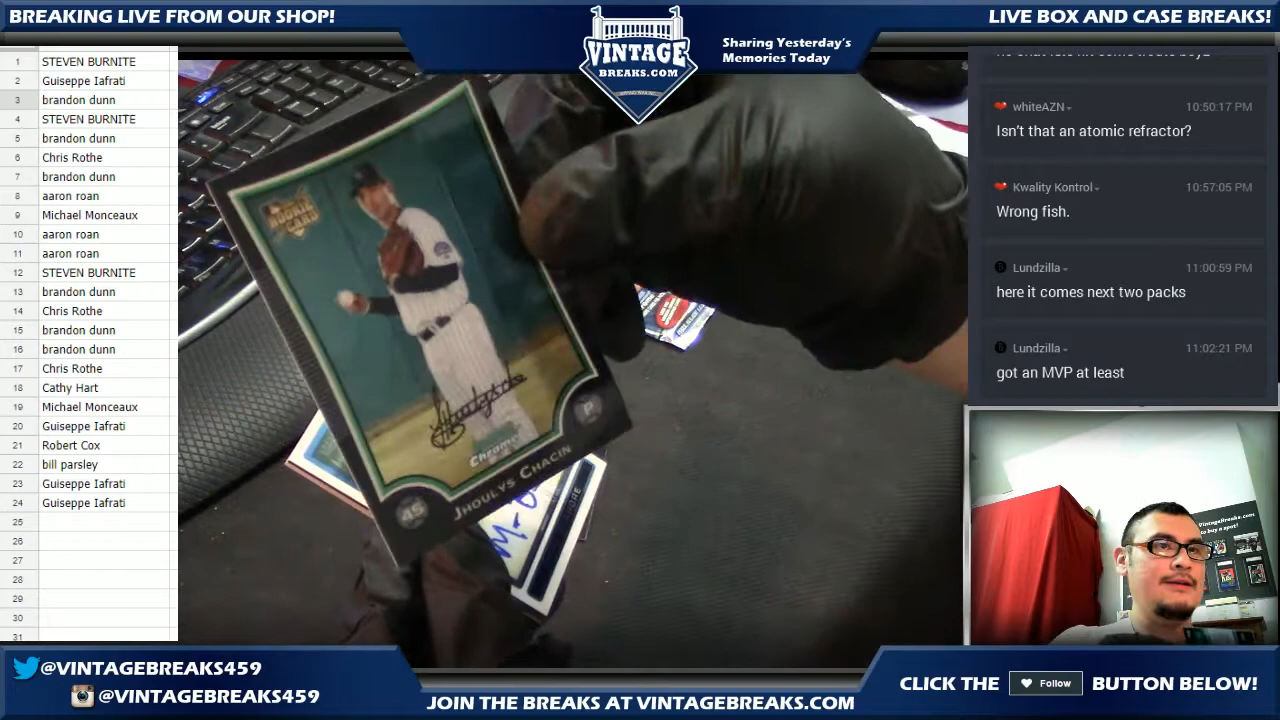 BREAKING LIVE FROM OUR SHOP!
LIVE BOX AND CASE BREAKS!
VINTAGE
BREAKS.COM
Sharing Yesterday's
Memories Today
1 STEVEN BURNITE
2 Guiseppe Iafrati
3 brandon dunn
4 STEVEN BURNITE
5 brandon dunn
6 Chris Rothe
7 brandon dunn
8 aaron roan
9 Michael Monceaux
10 aaron roan
11 aaron roan
12 STEVEN BURNITE
13 brandon dunn
14 Chris Rothe
15 brandon dunn
16 brandon dunn
17 Chris Rothe
18 Cathy Hart
19 Michael Monceaux
20 Guiseppe Iafrati
21 Robert Cox
22 bill parsley
23 Guiseppe Iafrati
24 Guiseppe Iafrati
25
26
27
28
29
30
31
ROOKIE
CARD
Chrome
P
45
JHOULYS CHACIN
whiteAZN 10:50:17 PM
Isn't that an atomic refractor?
Kwality Kontrol 10:57:05 PM
Wrong fish.
Lundzilla 11:00:59 PM
here it comes next two packs
Lundzilla 11:02:21 PM
got an MVP at least
VintageBreaks.com
to buy a spot!
@VINTAGEBREAKS459
@VINTAGEBREAKS459
JOIN THE BREAKS AT VINTAGEBREAKS.COM
CLICK THE Follow BUTTON BELOW!